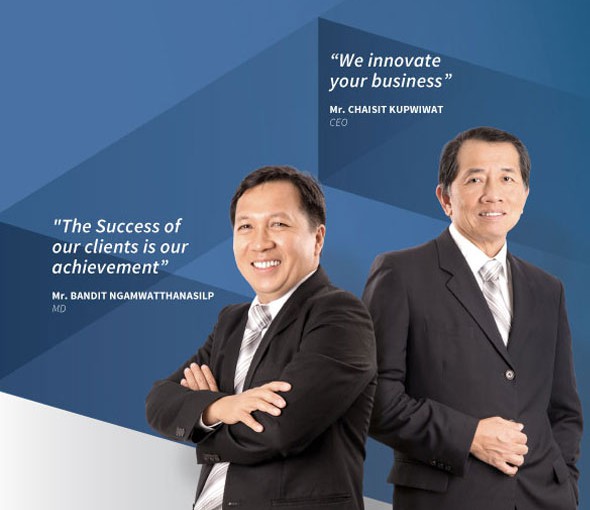 “We innovate
your business”
Mr. CHAISIT KUPWIWAT
CEO
"The Success of
our clients is our
achievement”
Mr. BANDIT NGAMWATTHANASILP
MD